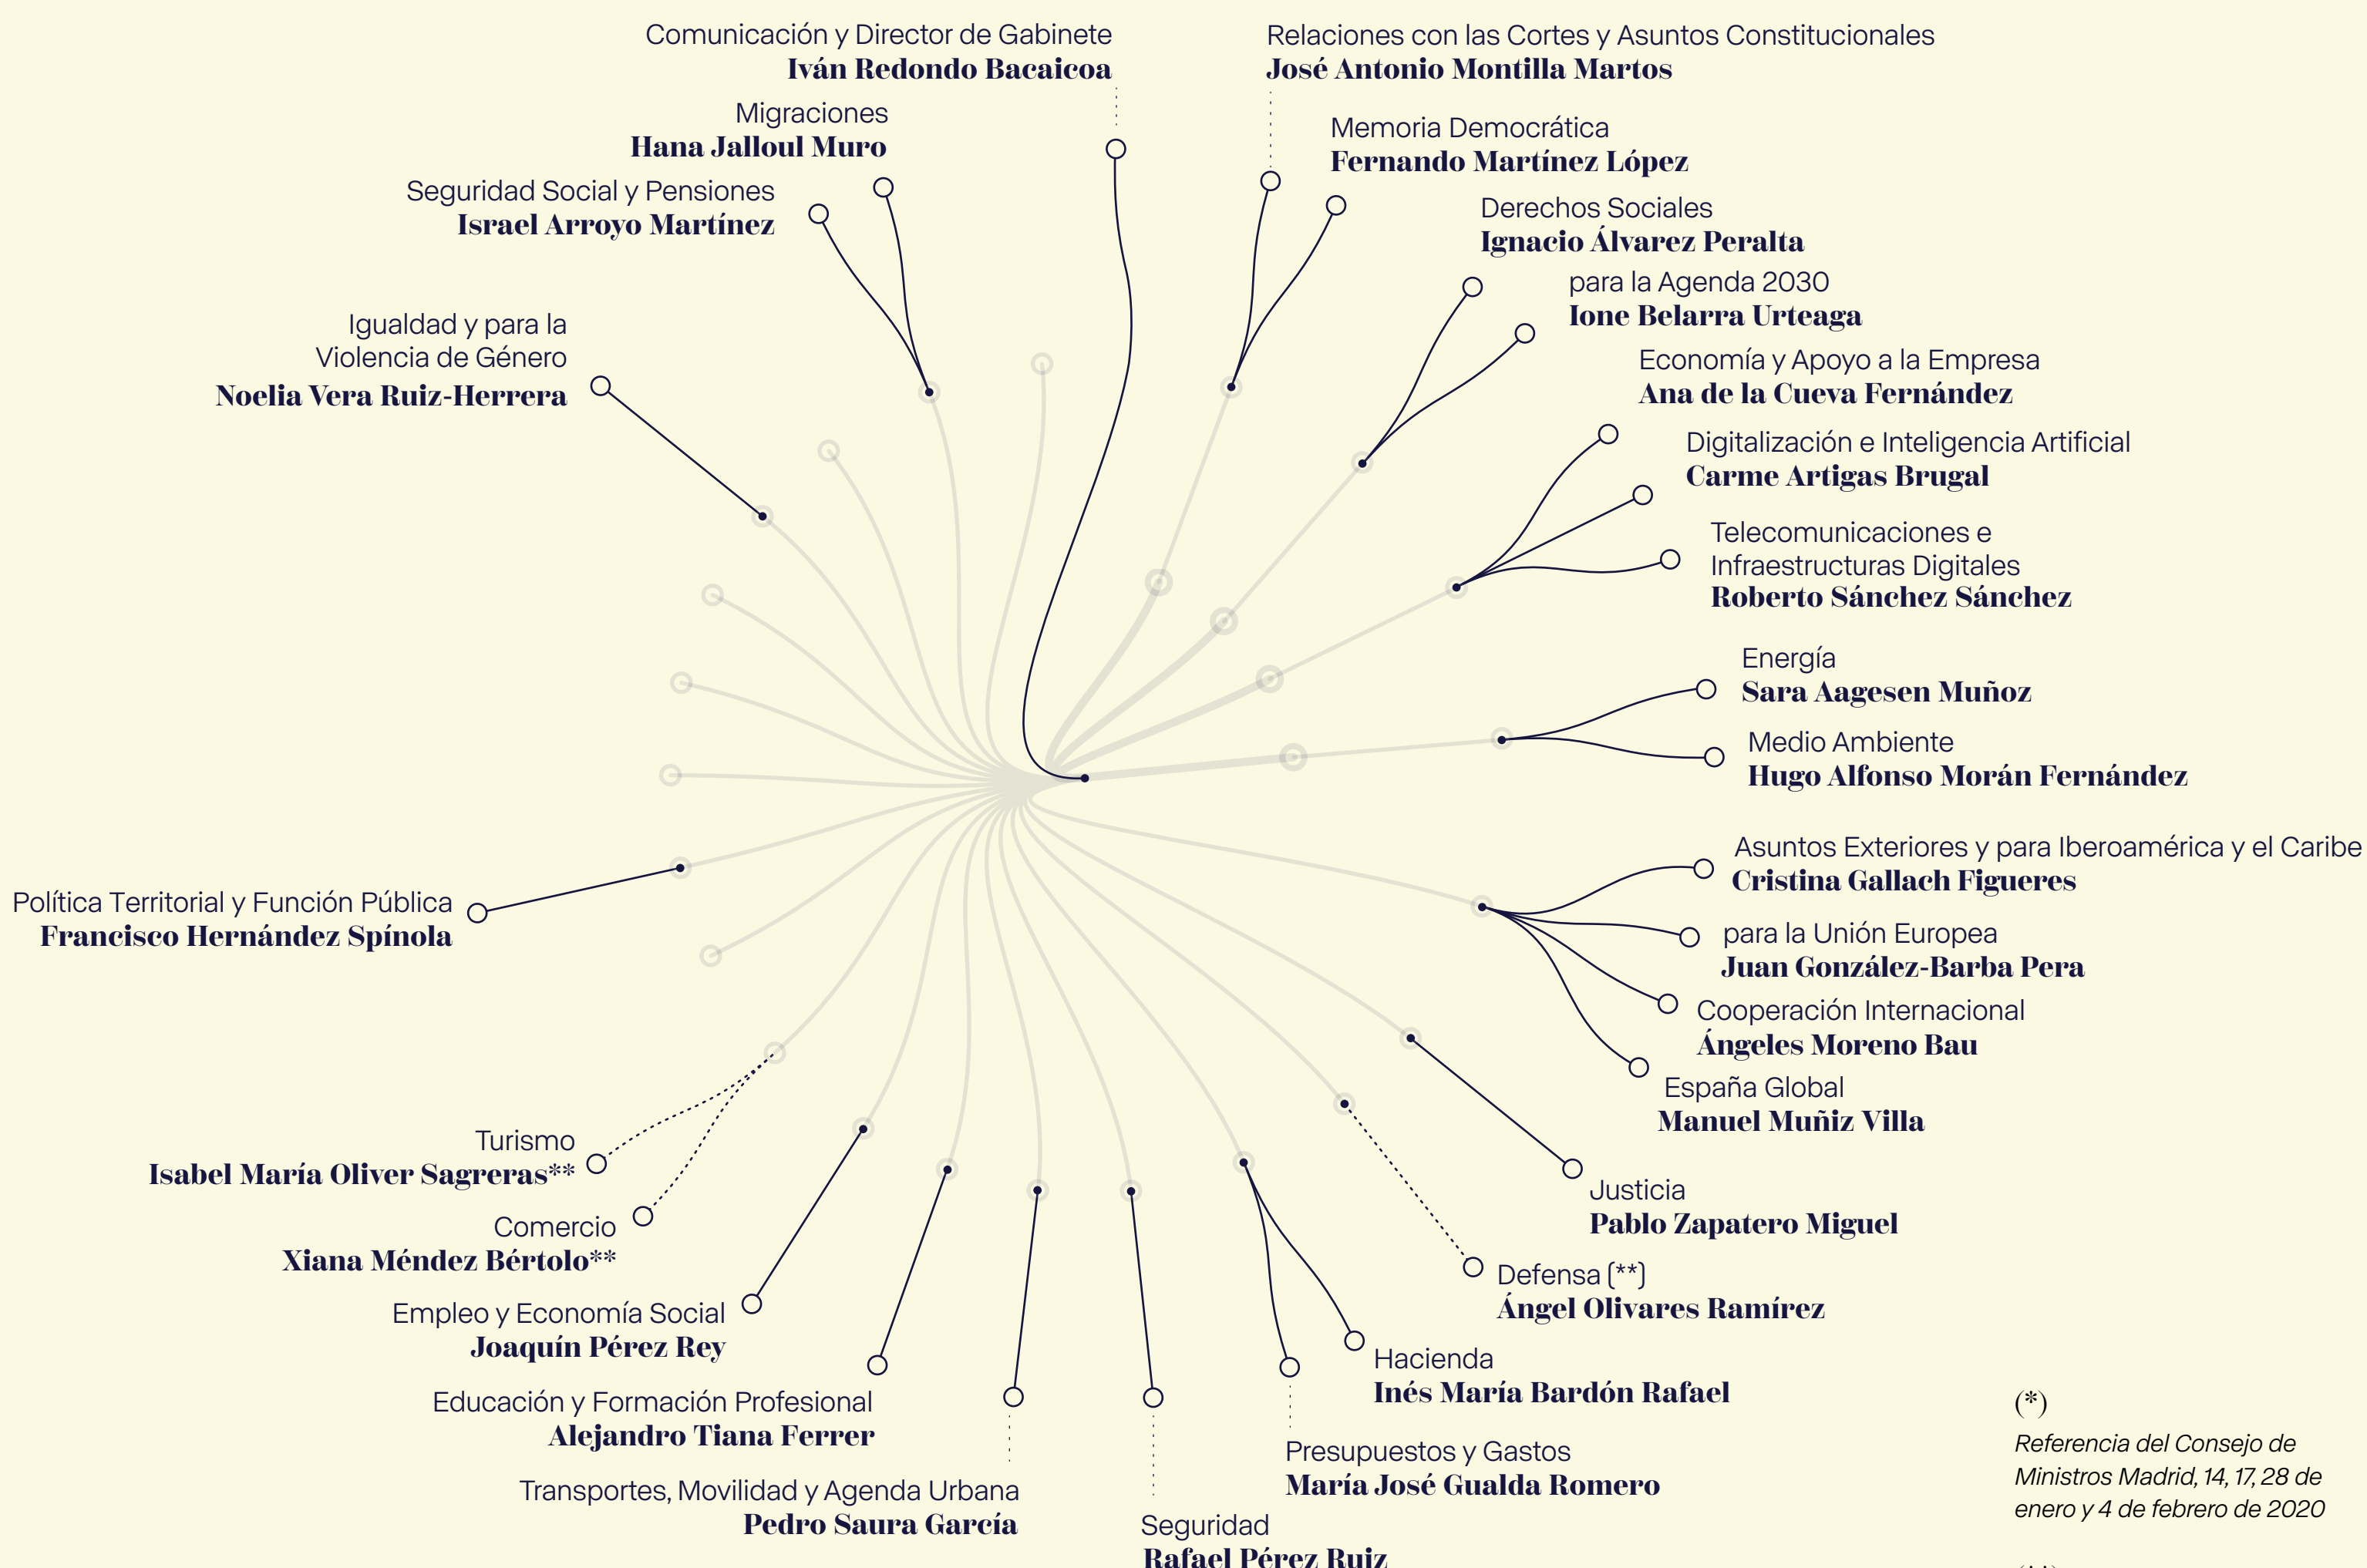 Comunicación y Director de Gabinete
Iván Redondo Bacaicoa
Relaciones con las Cortes y Asuntos Constitucionales
José Antonio Montilla Martos
Migraciones
Hana Jalloul Muro
Memoria Democrática
Fernando Martínez López
Seguridad Social y Pensiones
Israel Arroyo Martínez
Derechos Sociales
Ignacio Álvarez Peralta
para la Agenda 2030
Ione Belarra Urteaga
Igualdad y para la
Violencia de Género
Noelia Vera Ruiz-Herrera
Economía y Apoyo a la Empresa
Ana de la Cueva Fernández
Digitalización e Inteligencia Artificial
Carme Artigas Brugal
Telecomunicaciones e
Infraestructuras Digitales
Roberto Sánchez Sánchez
Energía
Sara Aagesen Muñoz
Medio Ambiente
Hugo Alfonso Morán Fernández
Asuntos Exteriores y para Iberoamérica y el Caribe
Cristina Gallach Figueres
Política Territorial y Función Pública
Francisco Hernández Spínola
para la Unión Europea
Juan González-Barba Pera
Cooperación Internacional
Ángeles Moreno Bau
España Global
Manuel Muñiz Villa
Turismo
Isabel María Oliver Sagreras**
Justicia
Pablo Zapatero Miguel
Comercio
Xiana Méndez Bértolo**
Defensa (**)
Ángel Olivares Ramírez
Empleo y Economía Social
Joaquín Pérez Rey
Hacienda
Inés María Bardón Rafael
Educación y Formación Profesional
Alejandro Tiana Ferrer
Presupuestos y Gastos
María José Gualda Romero
Transportes, Movilidad y Agenda Urbana
Pedro Saura García
Seguridad
Rafael Pérez Ruiz
(*)
Referencia del Consejo de
Ministros Madrid, 14, 17, 28 de
enero y 4 de febrero de 2020